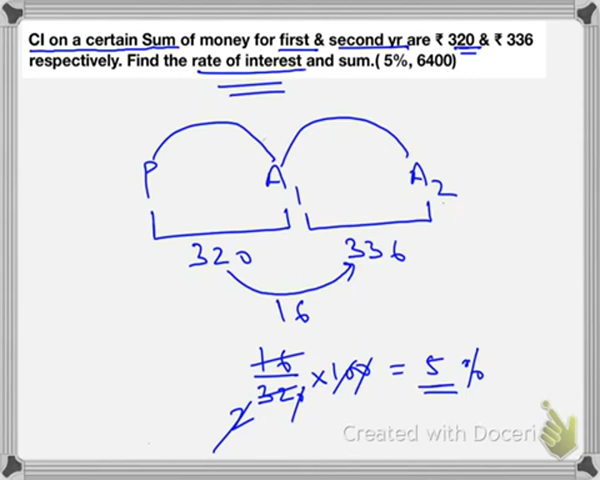 CI on a certain Sum of money for first & second yr are ₹ 320 & ₹ 336
respectively. Find the rate of interest and sum.( 5%, 6400)
P A1 A2
320 336
16
16/320 × 100 = 5 %
2
Created with Doceri